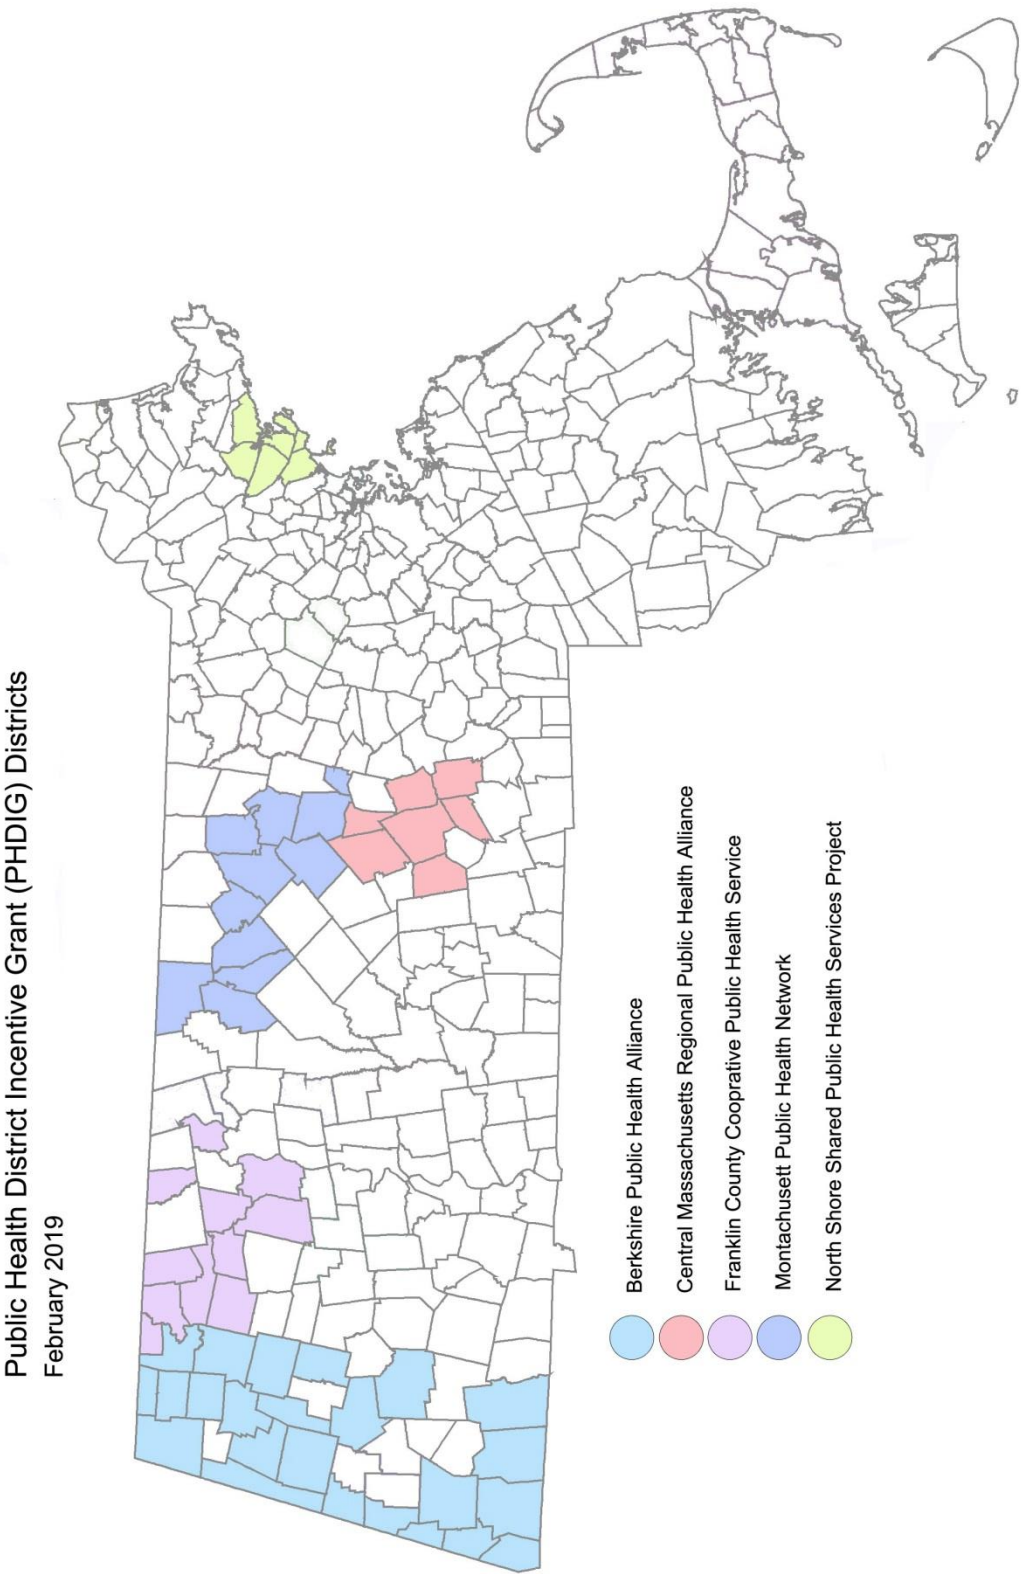 Public Health District Incentive Grant (PHDIG) Districts
February 2019
Berkshire Public Health Alliance
Central Massachusetts Regional Public Health Alliance
Franklin County Cooprative Public Health Service
Montachusett Public Health Network
North Shore Shared Public Health Services Project